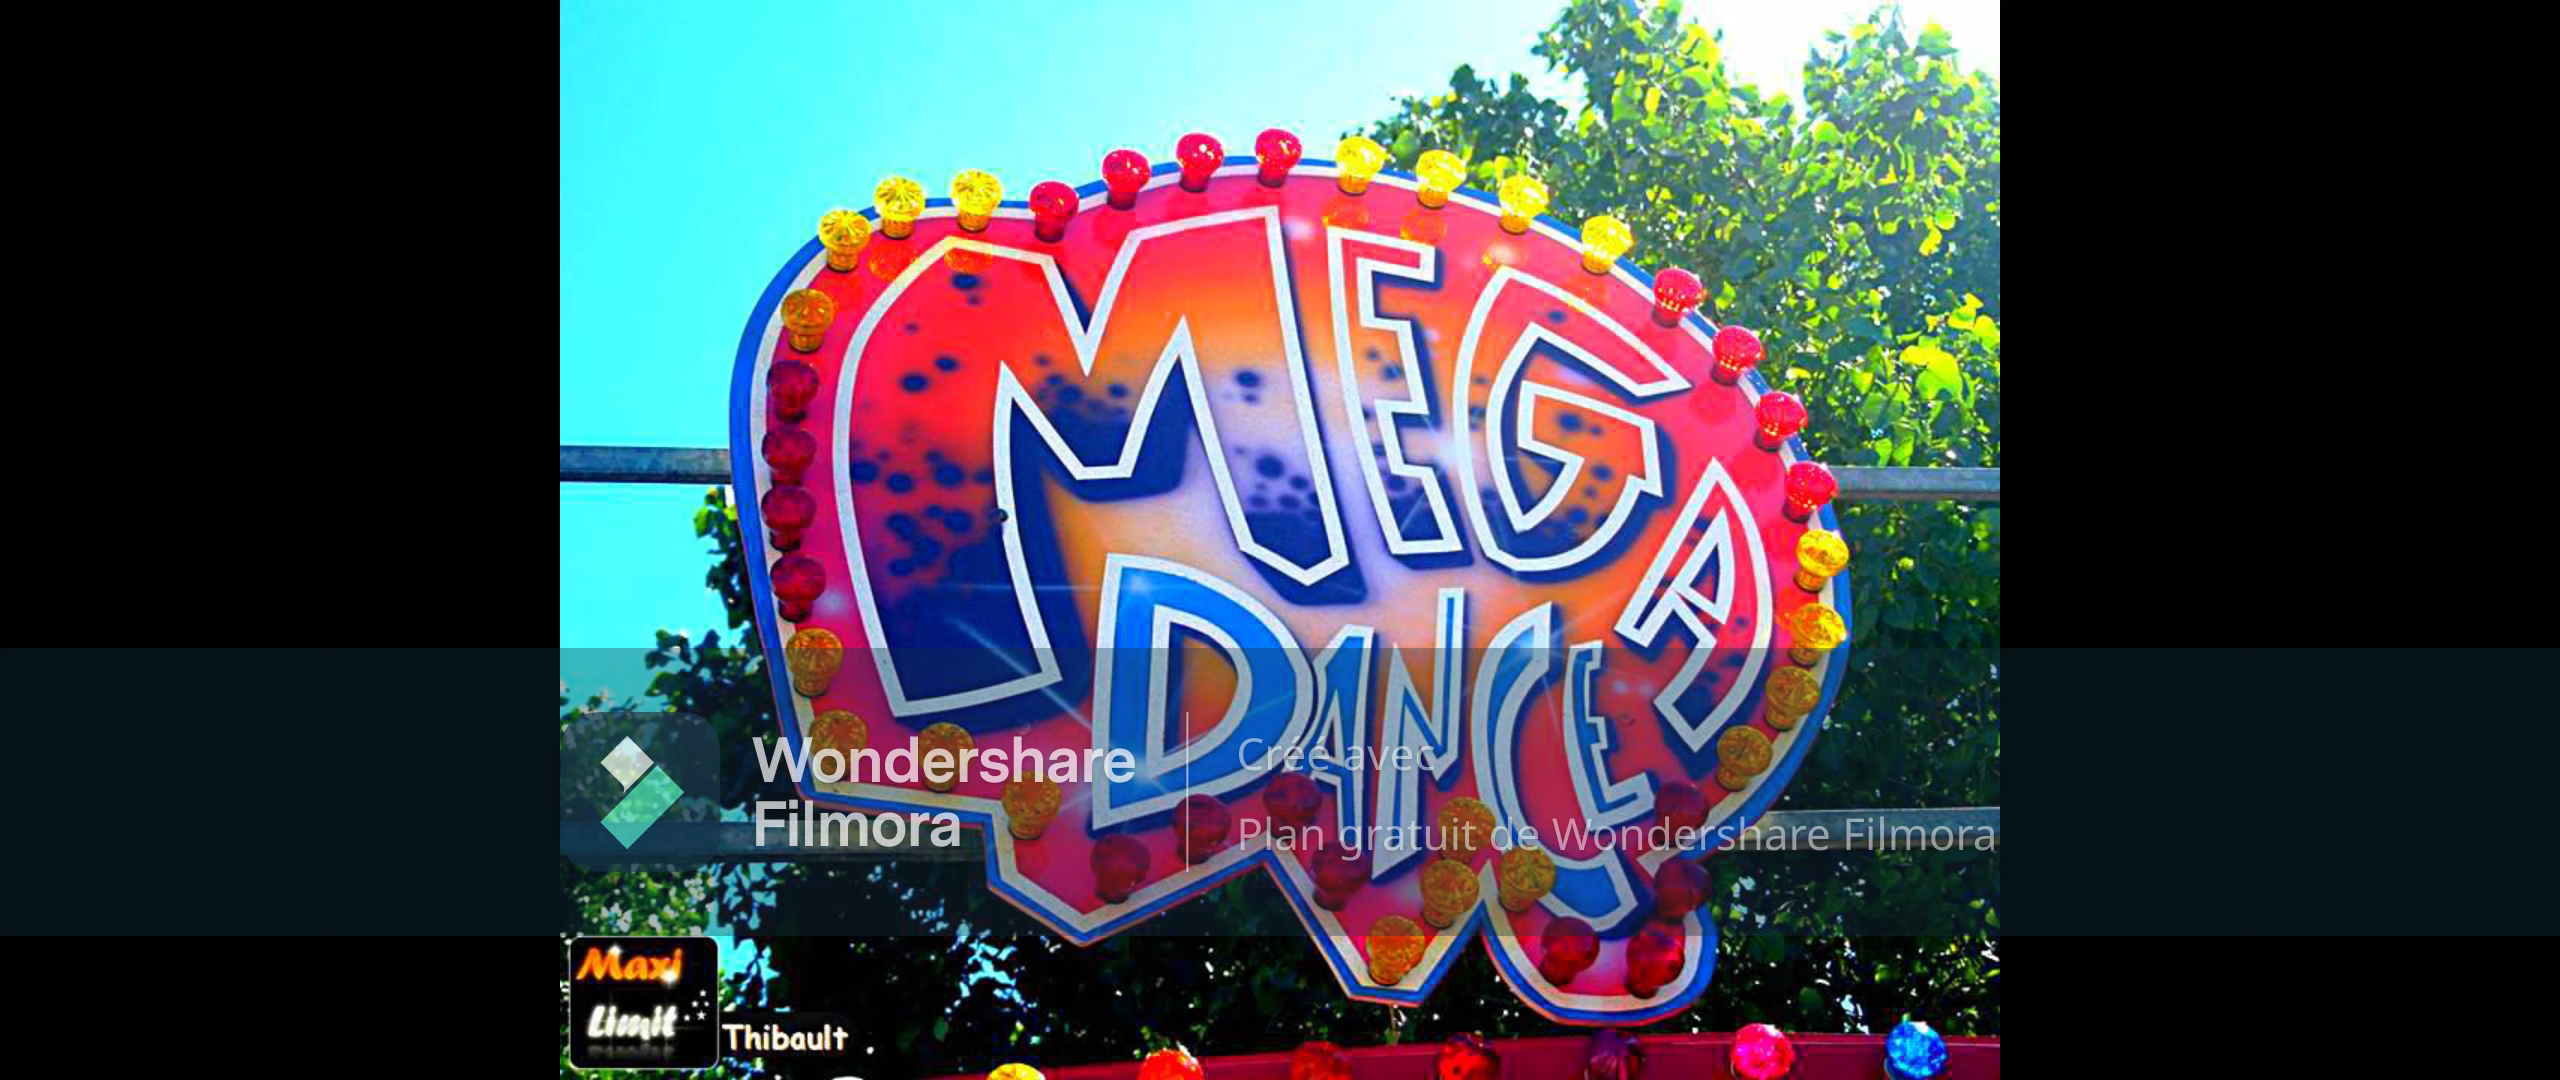 MEGA
DANCE
Wondershare
Filmora
Créé avec
Plan gratuit de Wondershare Filmora
Maxi
Limit
Thibault